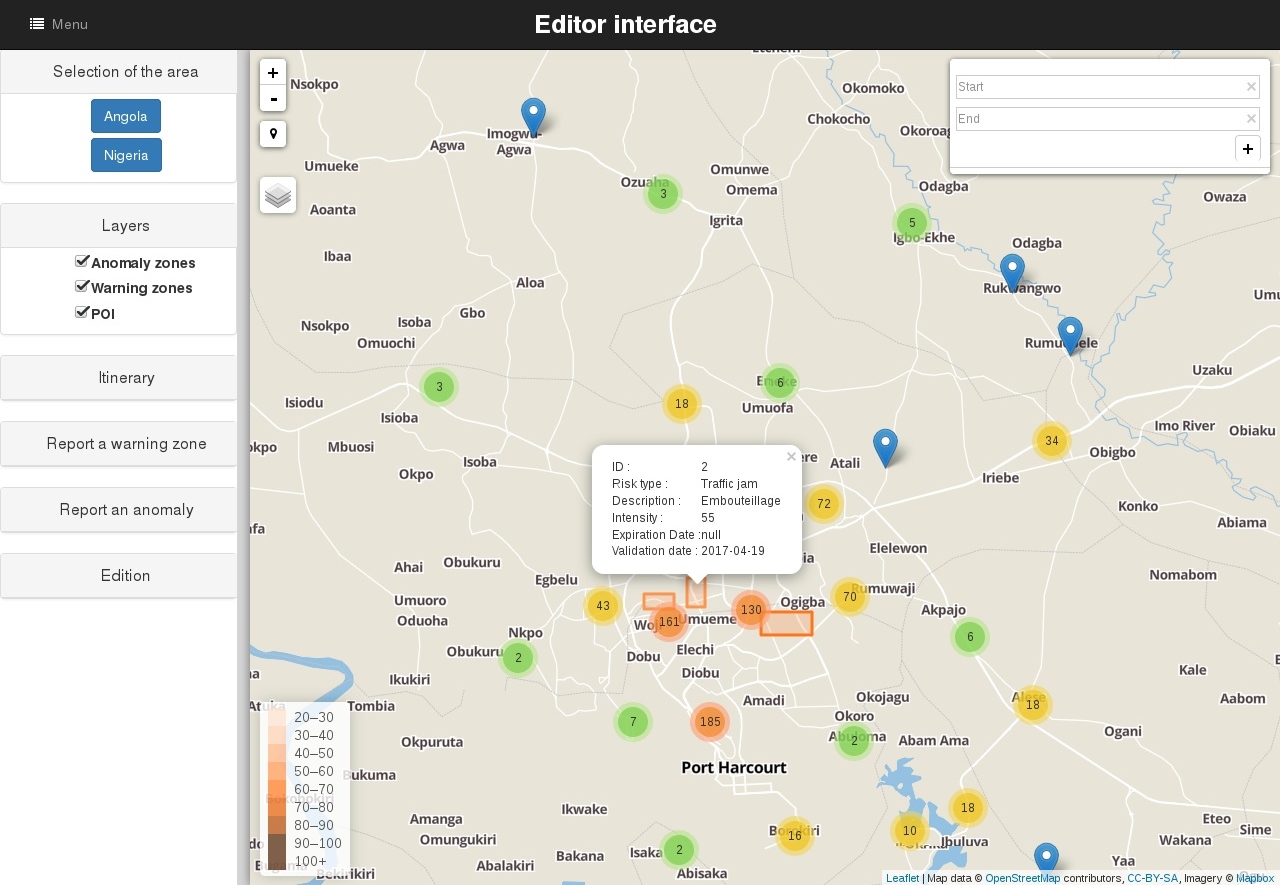 Menu
Editor interface
Selection of the area
Angola
Nigeria
Layers
Anomaly zones
Warning zones
POI
Itinerary
Report a warning zone
Report an anomaly
Edition
+
-
Start ×
End ×
+
Nsokpo
Okomoko
Chokocho
Imogwu-
Agwa
Agwa
Umueke
Omunwe
Ozuaha
3
Omema
Odagba
Owaza
Aoanta
Igrita
5
Igbo-Ekhe
Odagba
Ibaa
Aloa
Gbo
Nsokpo
Isoba
Omuochi
Uzaku
3
Emeke
6
Isiodu
18
Umuofa
Isioba
Mbuosi
Imo River
Obiaku
34
Obigbo
Isoba
Atali
Okpo
Iriebe
72
Konko
Abiama
ID : 2
Risk type : Traffic jam
Description : Embouteillage
Intensity : 55
Expiration Date :null
Validation date : 2017-04-19
×
Elelewon
Ahai
Obukuru
Egbelu
Nomabom
Umuoro
43
130
Ogigba
70
Rumuwaji
Akpajo
Oduoha
161
Umueme
Nkpo
6
Obukuru
2
Dobu
Elechi
Diobu
Kale
Ikukiri
Tombia
Amadi
Okojagu
Alese
18
Aabom
7
185
Okoro
Abuloma
2
Abam Ama
Ogani
Okpuruta
Port Harcourt
Bukuma
Ikwake
18
Amanga
Omungukiri
16
10
Eteo
Sime
Wakana
Bakana
Isaka
2
Abalakiri
Abisaka
Yaa
Bekirikiri
20–30
30–40
40–50
50–60
60–70
70–80
80–90
90–100
100+
Leaflet | Map data © OpenStreetMap contributors, CC-BY-SA, Imagery © Mapbox